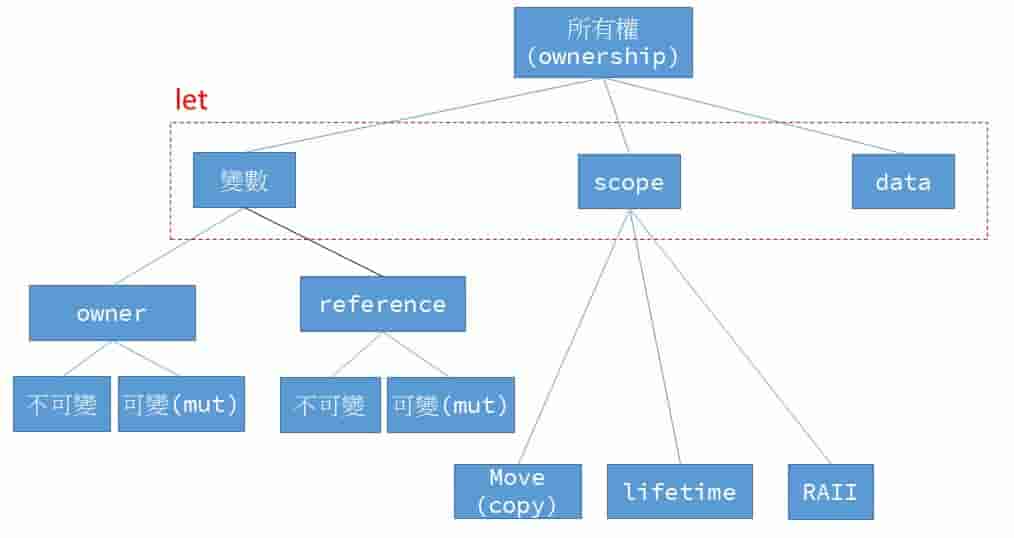 所有權
(ownership)
let
變數
scope
data
owner
reference
不可變
可變(mut)
不可變
可變(mut)
Move
(copy)
lifetime
RAII